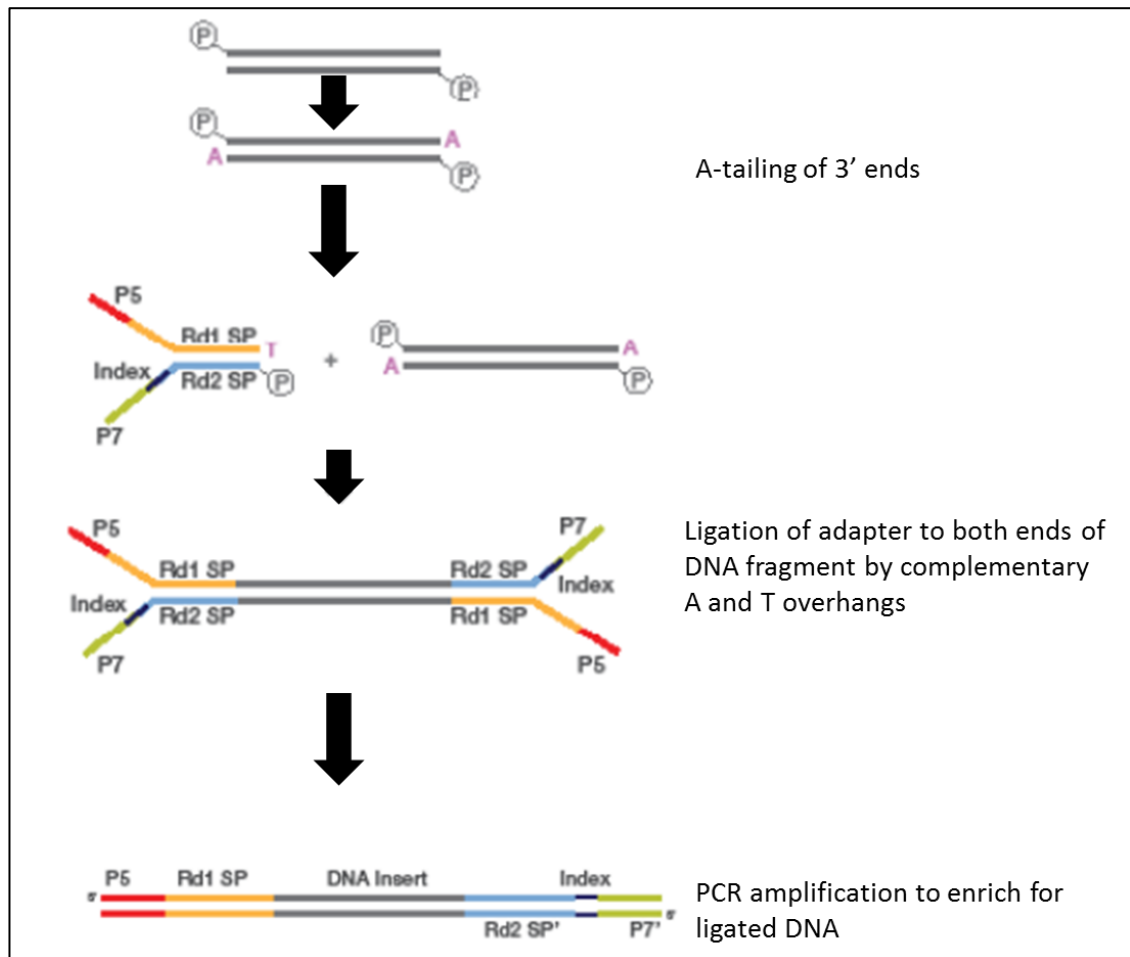 P
P
P
A
A
P
A-tailing of 3’ ends
P5
Rd1 SP
T
Index
Rd2 SP
P
P7
+
P
A
A
P
P5
Rd1 SP
Index
Rd2 SP
P7
P7
Rd2 SP
Index
Rd1 SP
P5
Ligation of adapter to both ends of
DNA fragment by complementary
A and T overhangs
P5
Rd1 SP
DNA Insert
Index
5'
5'
Rd2 SP'
P7'
PCR amplification to enrich for
ligated DNA